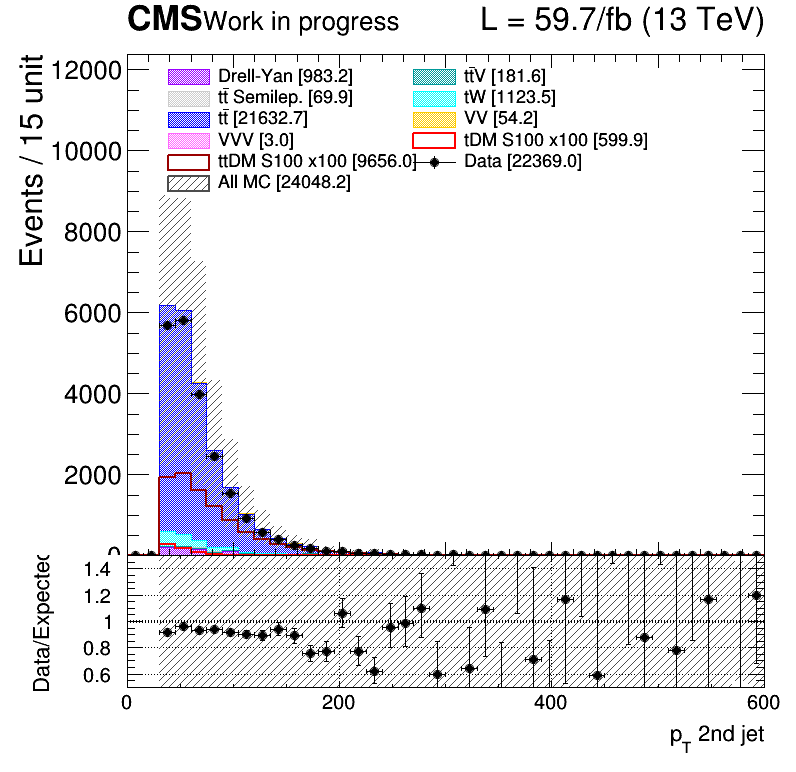 CMS Work in progress L = 59.7/fb (13 TeV)
Events / 15 unit
12000
10000
8000
6000
4000
2000
0
Drell-Yan [983.2]
tt̄V [181.6]
tt̄ Semilep. [69.9]
tW [1123.5]
tt̄ [21632.7]
VV [54.2]
VVV [3.0]
tDM S100 x100 [599.9]
ttDM S100 x100 [9656.0]
Data [22369.0]
All MC [24048.2]
Data/Expected
1.4
1.2
1
0.8
0.6
0 200 400 600
p_T 2nd jet